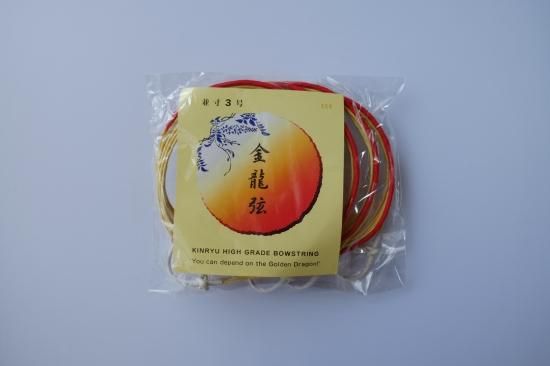 並寸3号
金龍弦
KINRYU HIGH GRADE BOWSTRING
"You can depend on the Golden Dragon!"